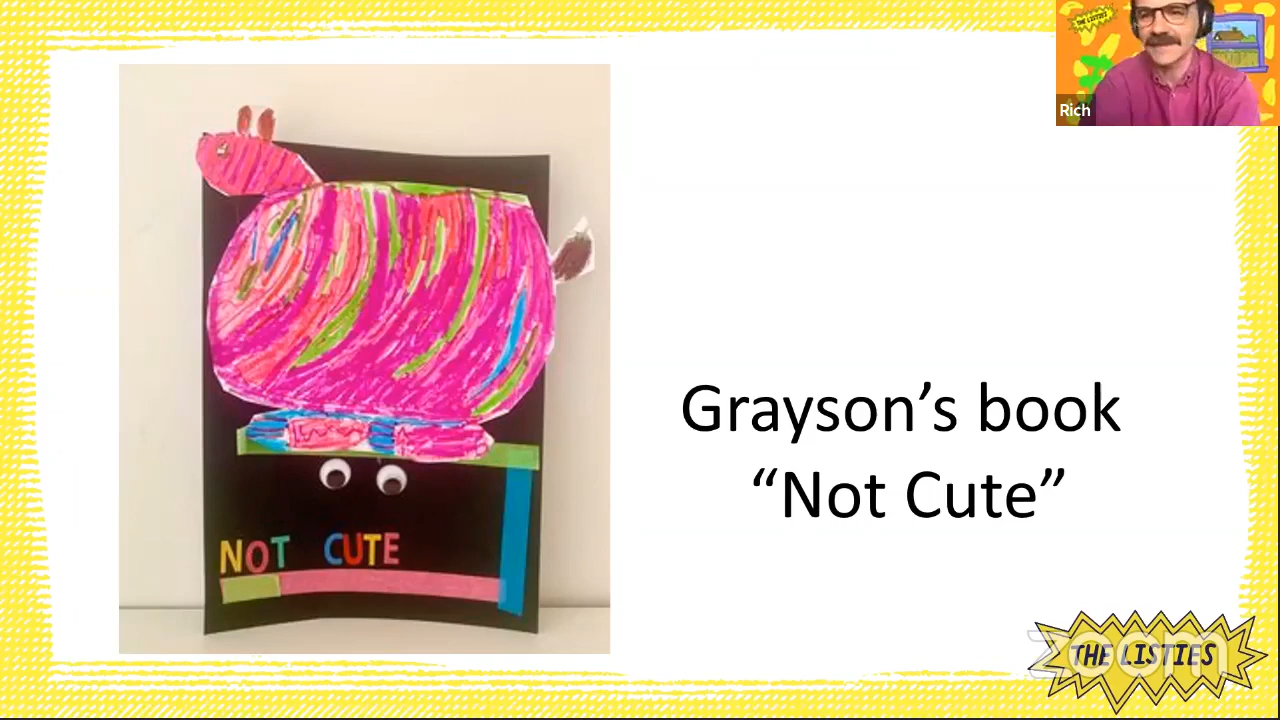 THE LISTIES
Rich
NOT CUTE
Grayson’s book
“Not Cute”
zoom
THE LISTIES